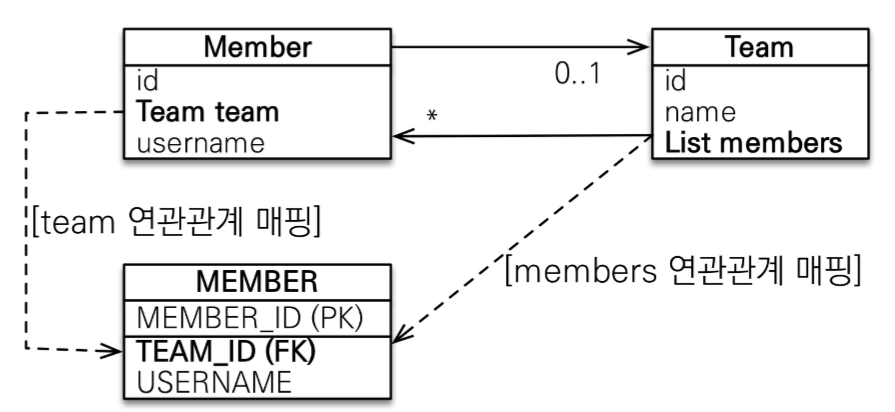 Member
id
Team team
username
0..1
*
Team
id
name
List members
[team 연관관계 매핑]
[members 연관관계 매핑]
MEMBER
MEMBER_ID (PK)
TEAM_ID (FK)
USERNAME